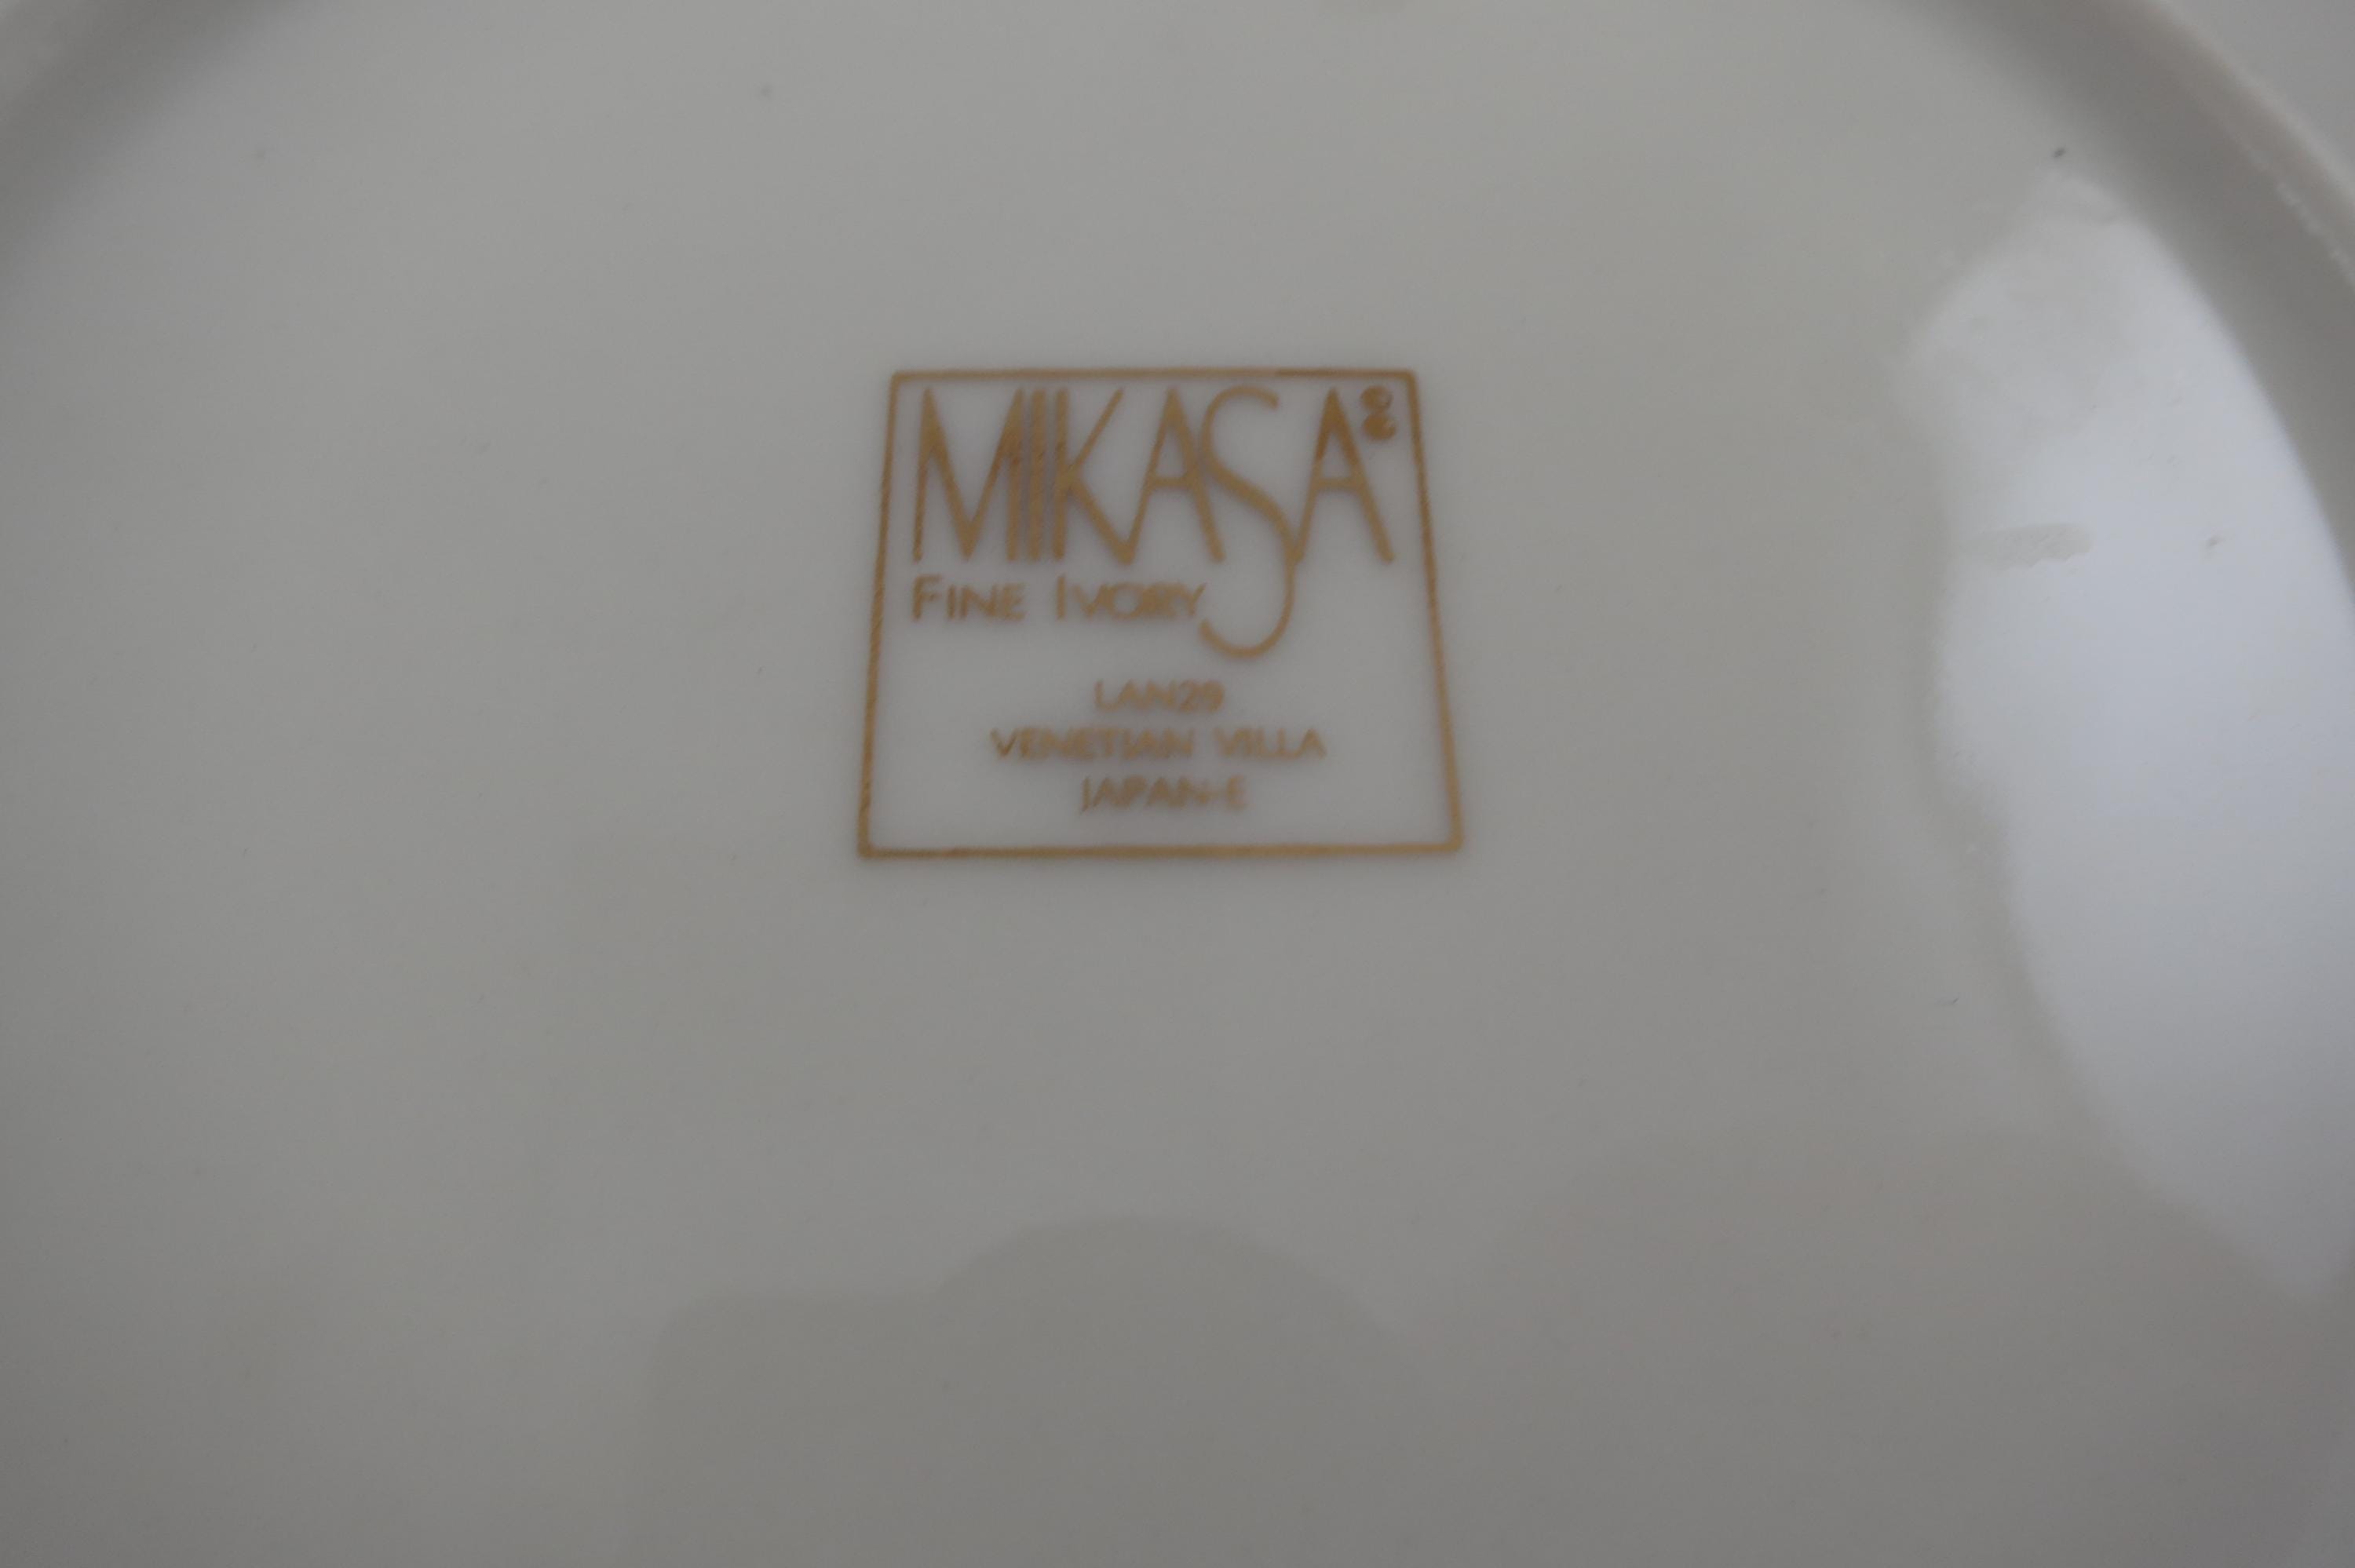 MIKASA®©
FINE IVORY
LAN29
VENETIAN VILLA
JAPAN-E